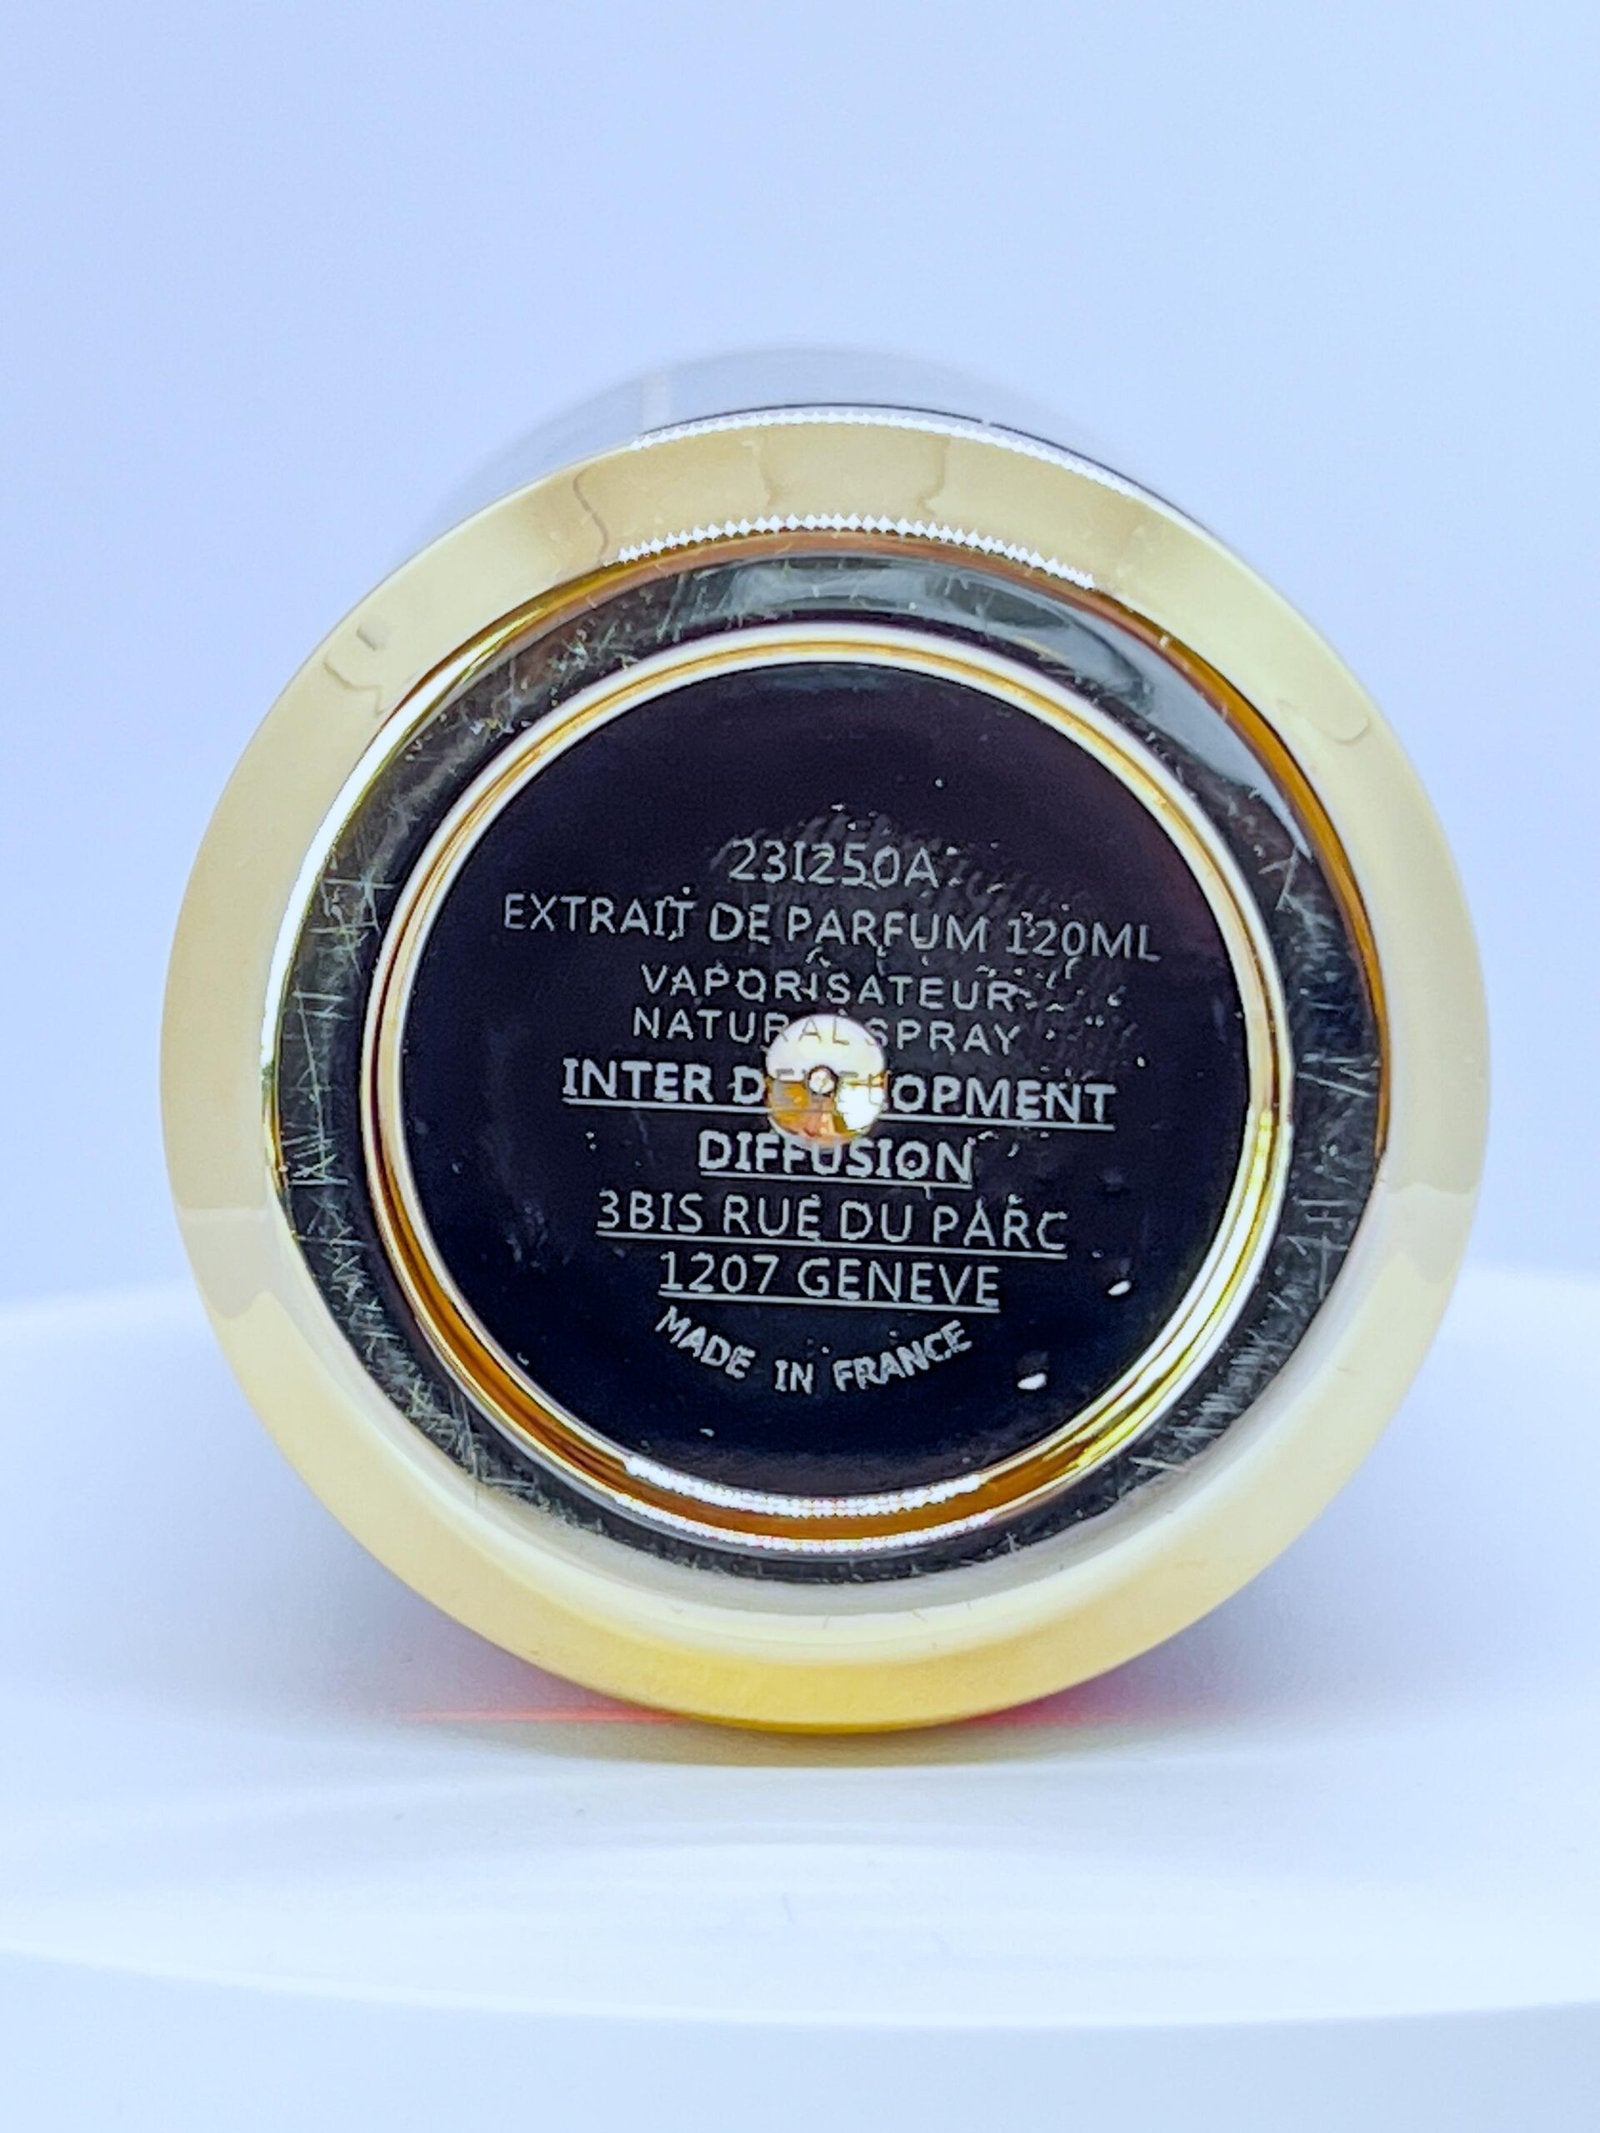 23I250A
EXTRAIT DE PARFUM 120ML
VAPORISATEUR
NATURAL SPRAY
INTER DEVELOPMENT
DIFFUSION
3BIS RUE DU PARC
1207 GENEVE
MADE IN FRANCE